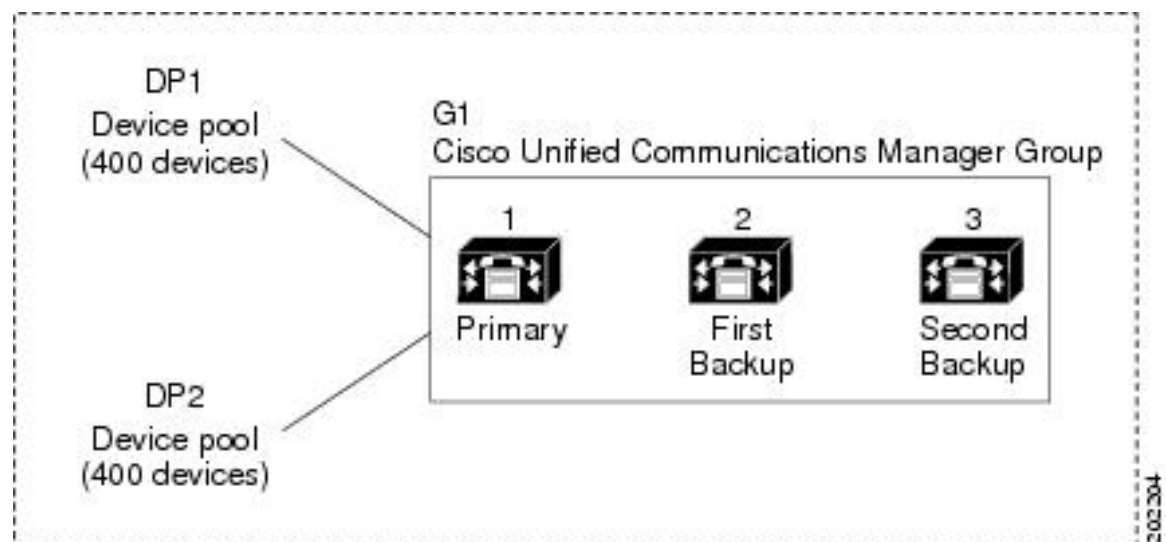 DP1
Device pool
(400 devices)
G1
Cisco Unified Communications Manager Group
1
2
3
Primary
First
Backup
Second
Backup
DP2
Device pool
(400 devices)
202204